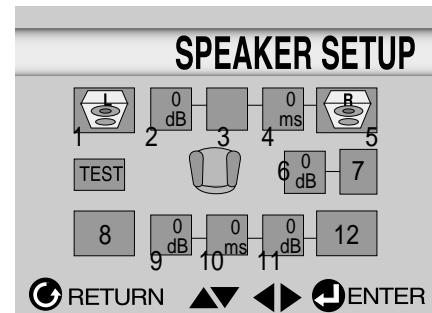 SPEAKER SETUP
L 0 dB 0 ms R
1 2 3 4 5
TEST 6 0 dB 7
8 0 dB 0 ms 0 dB 12
9 10 11
RETURN ENTER